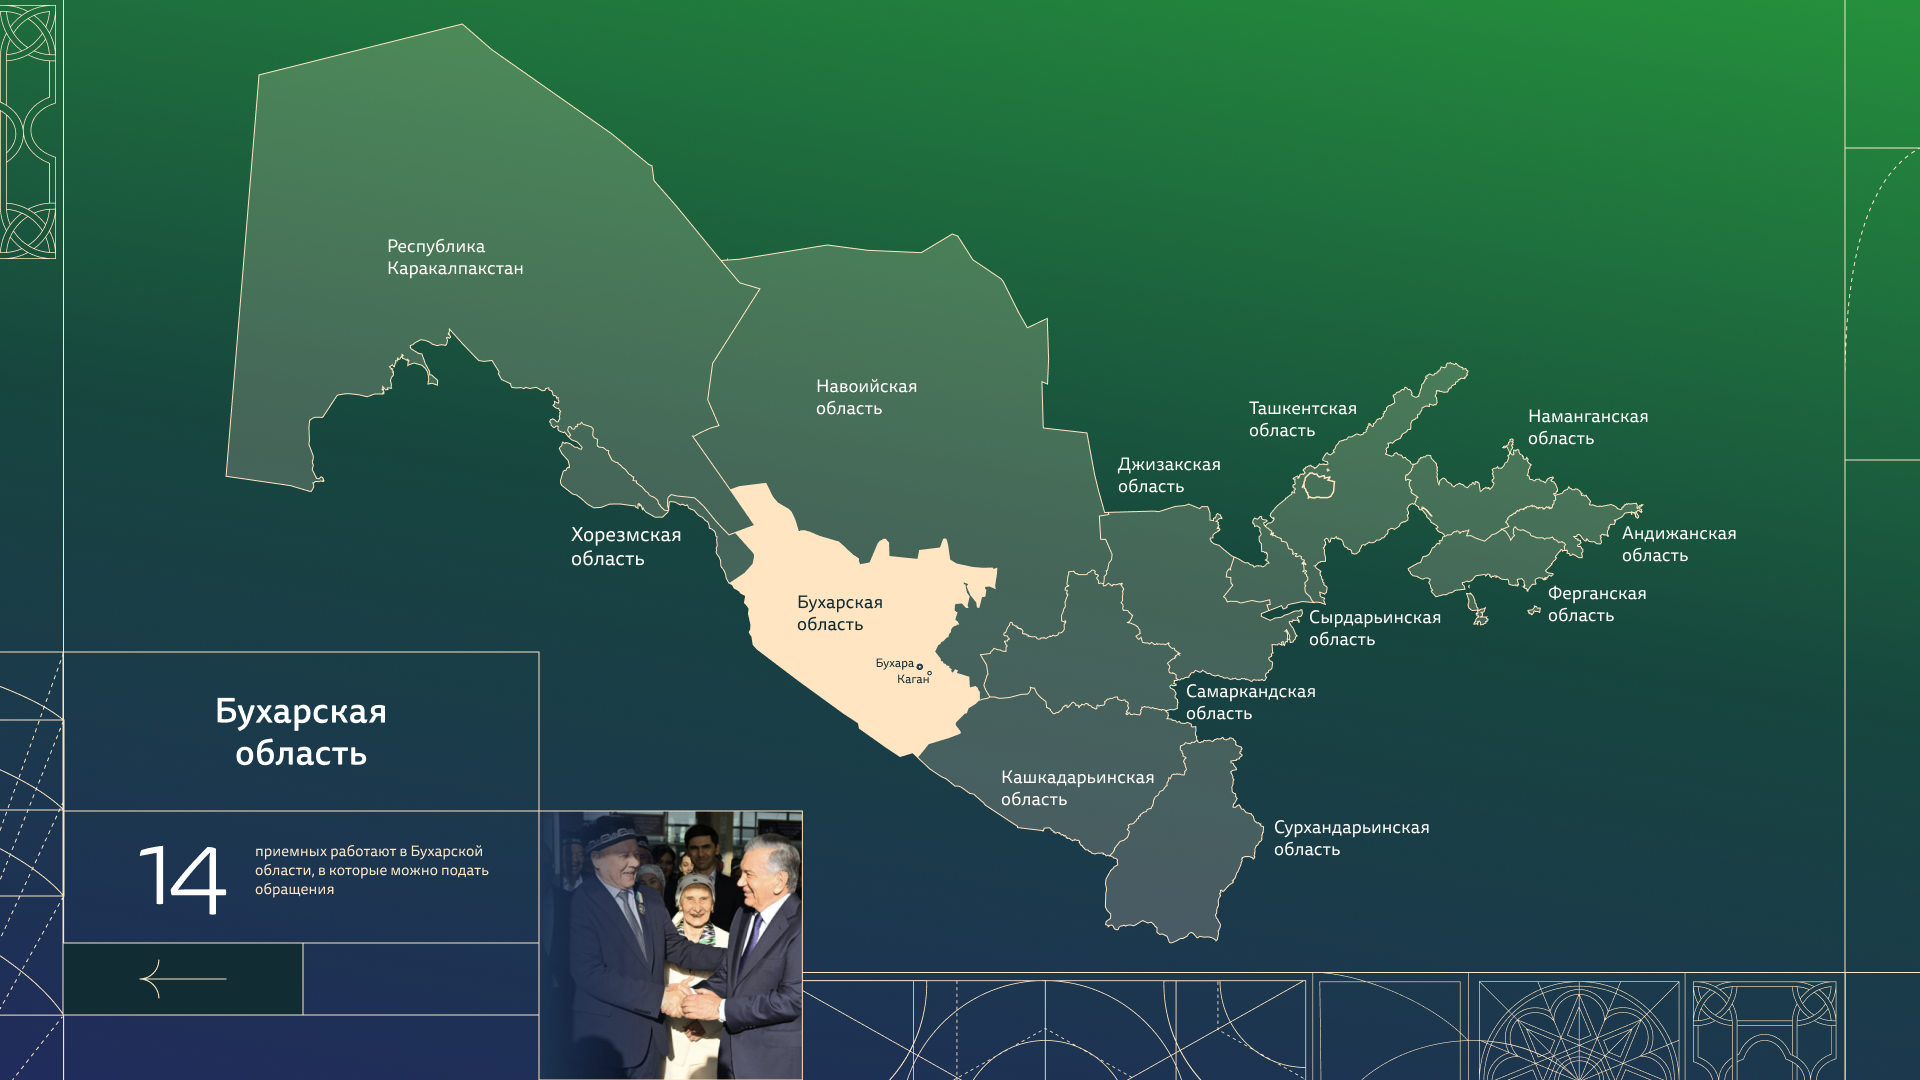 Республика
Каракалпакстан
Навоийская
область
Ташкентская
область
Наманганская
область
Джизакская
область
Хорезмская
область
Андижанская
область
Бухарская
область
Ферганская
область
Сырдарьинская
область
Бухара
Каган
Самаркандская
область
Кашкадарьинская
область
Сурхандарьинская
область
Бухарская
область
14
приемных работают в Бухарской
области, в которые можно подать
обращения